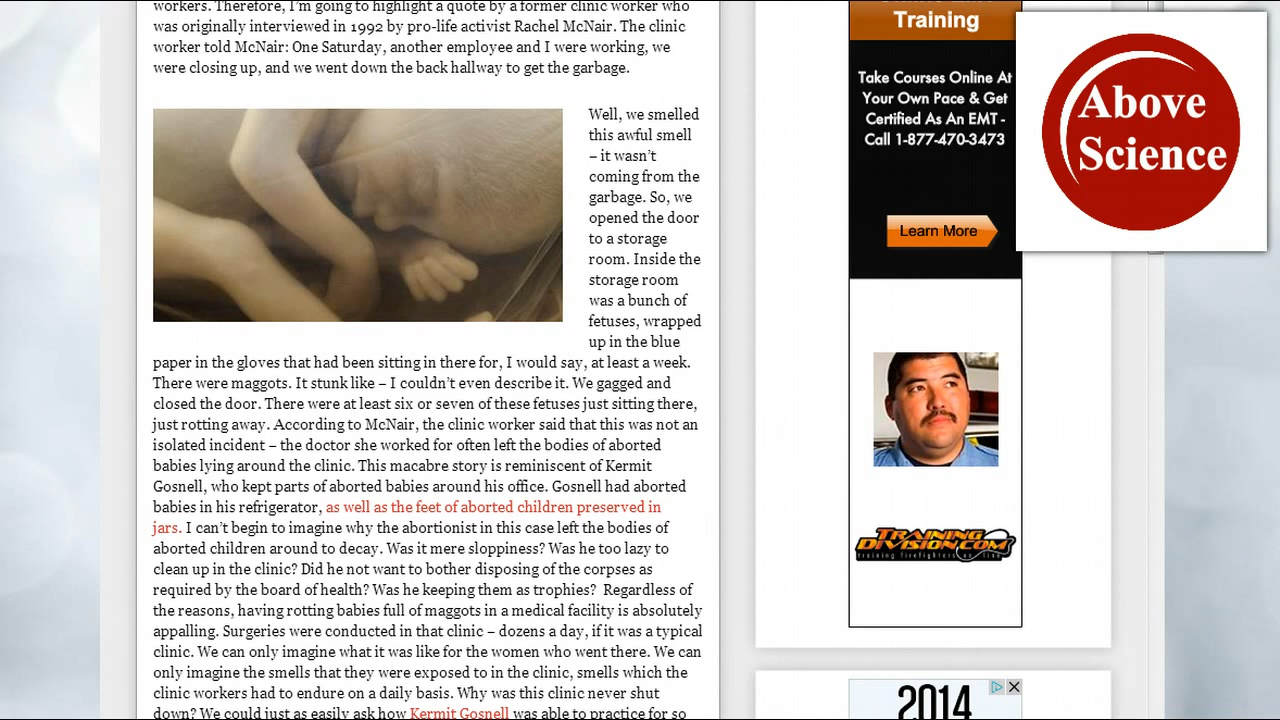 workers. Therefore, I'm going to highlight a quote by a former clinic worker who
was originally interviewed in 1992 by pro-life activist Rachel McNair. The clinic
worker told McNair: One Saturday, another employee and I were working, we
were closing up, and we went down the back hallway to get the garbage.
Well, we smelled
this awful smell
– it wasn't
coming from the
garbage. So, we
opened the door
to a storage
room. Inside the
storage room
was a bunch of
fetuses, wrapped
up in the blue
paper in the gloves that had been sitting in there for, I would say, at least a week.
There were maggots. It stunk like – I couldn't even describe it. We gagged and
closed the door. There were at least six or seven of these fetuses just sitting there,
just rotting away. According to McNair, the clinic worker said that this was not an
isolated incident – the doctor she worked for often left the bodies of aborted
babies lying around the clinic. This macabre story is reminiscent of Kermit
Gosnell, who kept parts of aborted babies around his office. Gosnell had aborted
babies in his refrigerator, as well as the feet of aborted children preserved in
jars. I can't begin to imagine why the abortionist in this case left the bodies of
aborted children around to decay. Was it mere sloppiness? Was he too lazy to
clean up in the clinic? Did he not want to bother disposing of the corpses as
required by the board of health? Was he keeping them as trophies?  Regardless of
the reasons, having rotting babies full of maggots in a medical facility is absolutely
appalling. Surgeries were conducted in that clinic – dozens a day, if it was a typical
clinic. We can only imagine what it was like for the women who went there. We can
only imagine the smells that they were exposed to in the clinic, smells which the
clinic workers had to endure on a daily basis. Why was this clinic never shut
down? We could just as easily ask how Kermit Gosnell was able to practice for so
Training
Take Courses Online At
Your Own Pace & Get
Certified As An EMT -
Call 1-877-470-3473
Learn More
TRAINING
DIVISION.COM
training firefighters on line
2014
Above
Science